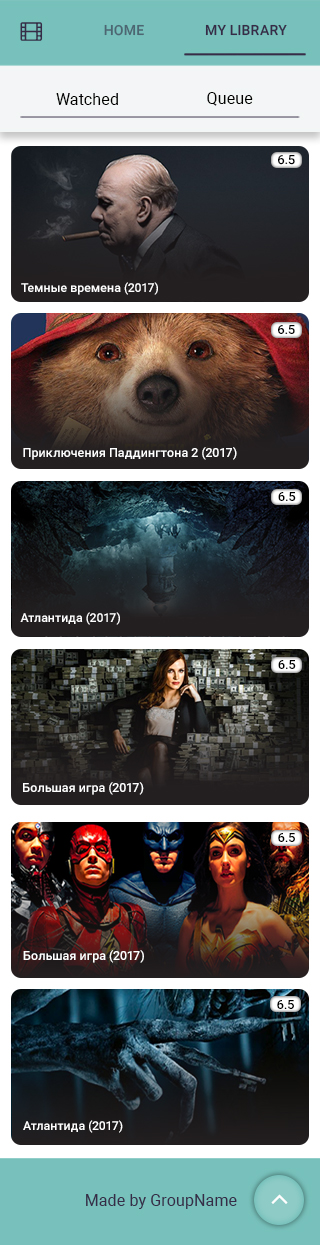 HOME
MY LIBRARY
Watched
Queue
6.5
Темные времена (2017)
6.5
Приключения Паддингтона 2 (2017)
6.5
Атлантида (2017)
6.5
Большая игра (2017)
6.5
Большая игра (2017)
6.5
Атлантида (2017)
Made by GroupName